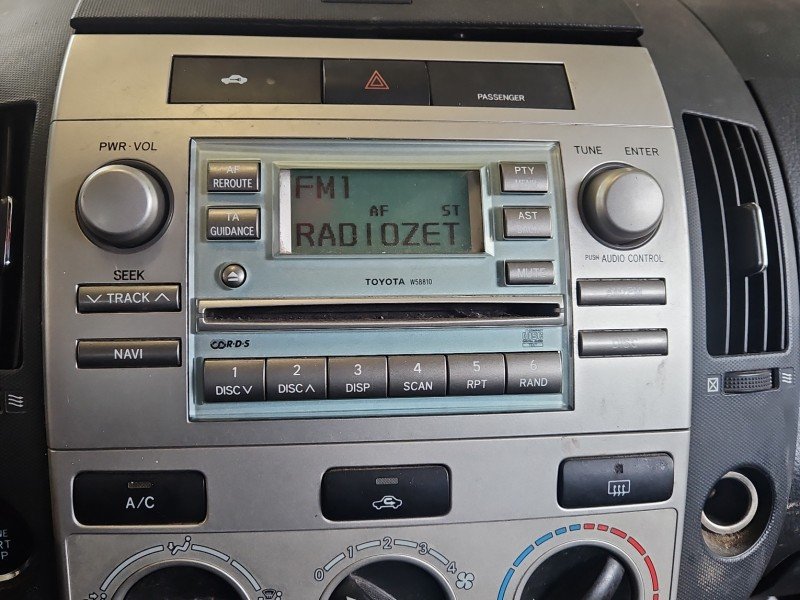 PASSENGER
PWR·VOL
TUNE ENTER
AF
REROUTE
FM1
PTY
AF ST
TA
GUIDANCE
RADIOZET
AST
PUSH AUDIO CONTROL
MUTE
SEEK
TRACK
TOYOTA W58810
NAVI
DISC
CD R·D·S
1
DISC
2
DISC
3
DISP
4
SCAN
5
RPT
6
RAND
A/C
0 1 2 3 4